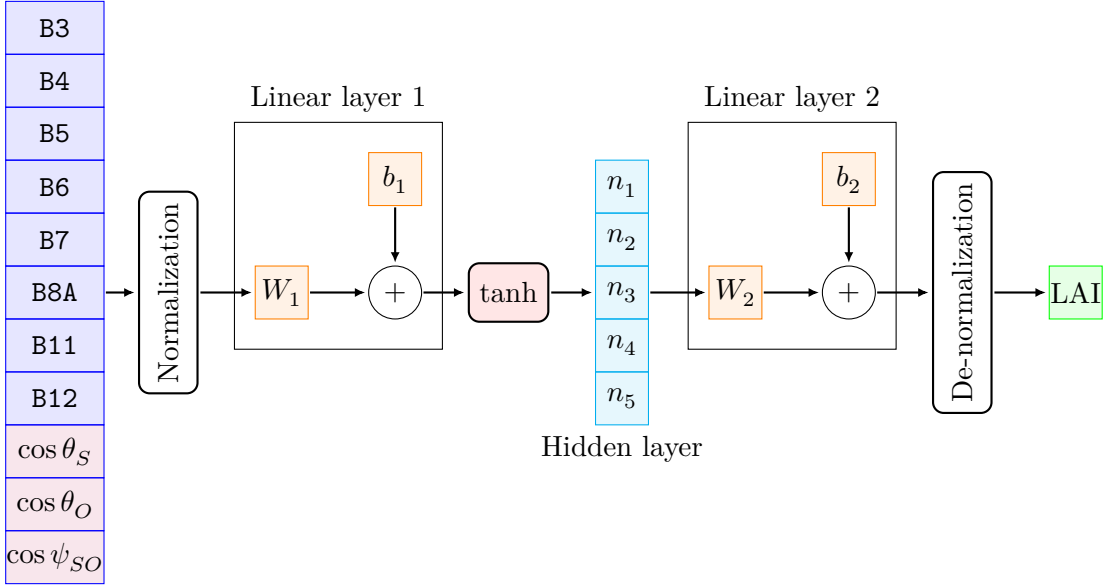 B3
B4
B5
B6
B7
B8A
B11
B12
cos θ_S
cos θ_O
cos ψ_SO
Normalization
Linear layer 1
b_1
W_1
+
tanh
n_1
n_2
n_3
n_4
n_5
Hidden layer
Linear layer 2
b_2
W_2
+
De-normalization
LAI